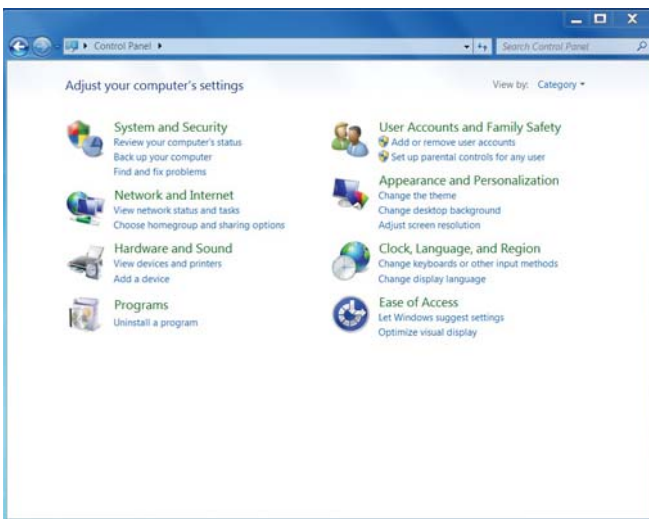 Control Panel
Search Control Panel
Adjust your computer's settings
View by: Category
System and Security
Review your computer's status
Back up your computer
Find and fix problems
Network and Internet
View network status and tasks
Choose homegroup and sharing options
Hardware and Sound
View devices and printers
Add a device
Programs
Uninstall a program
User Accounts and Family Safety
Add or remove user accounts
Set up parental controls for any user
Appearance and Personalization
Change the theme
Change desktop background
Adjust screen resolution
Clock, Language, and Region
Change keyboards or other input methods
Change display language
Ease of Access
Let Windows suggest settings
Optimize visual display